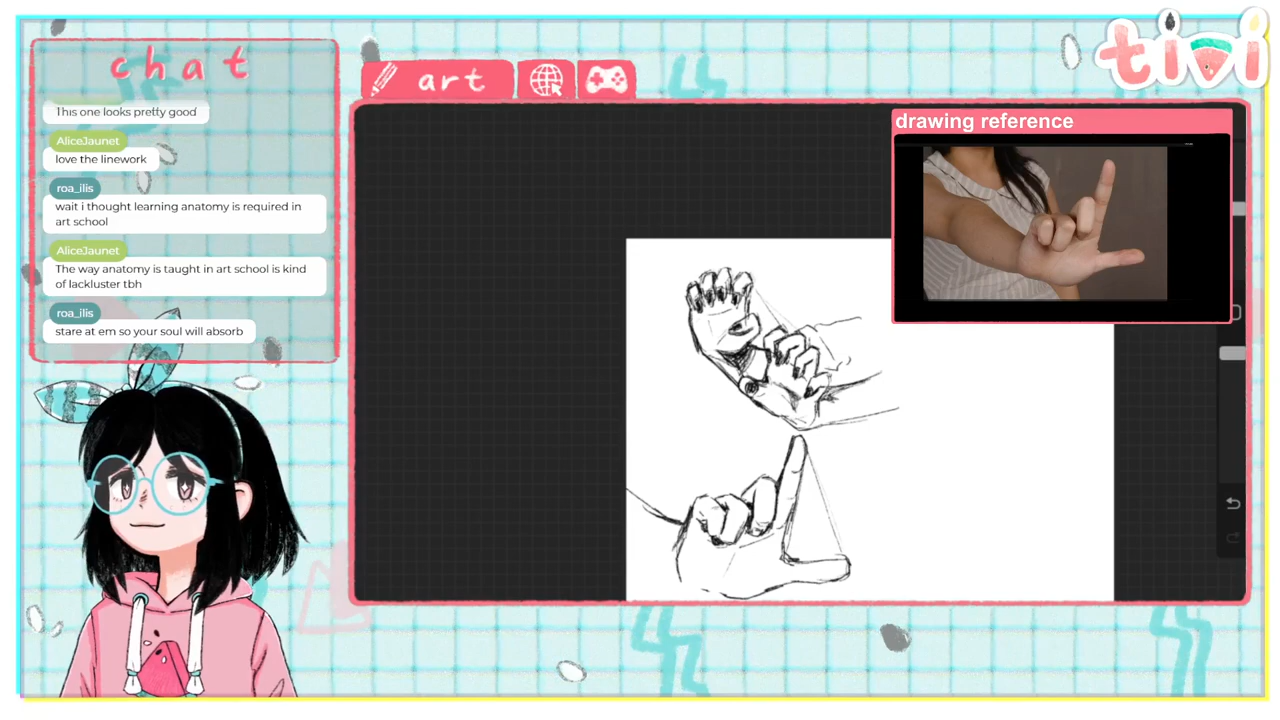 chat
This one looks pretty good
AliceJaunet
love the linework
roa_ilis
wait i thought learning anatomy is required in
art school
AliceJaunet
The way anatomy is taught in art school is kind
of lackluster tbh
roa_ilis
stare at em so your soul will absorb
art
drawing reference
tivi